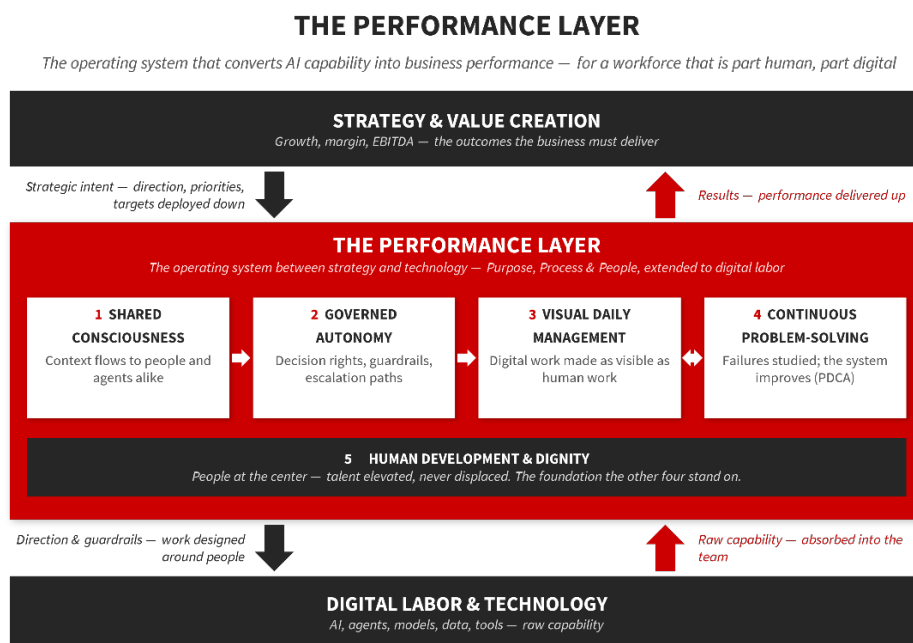 THE PERFORMANCE LAYER
The operating system that converts AI capability into business performance — for a workforce that is part human, part digital
STRATEGY & VALUE CREATION
Growth, margin, EBITDA — the outcomes the business must deliver
Strategic intent — direction, priorities,
targets deployed down
Results — performance delivered up
THE PERFORMANCE LAYER
The operating system between strategy and technology — Purpose, Process & People, extended to digital labor
1 SHARED
CONSCIOUSNESS
Context flows to people and
agents alike
2 GOVERNED
AUTONOMY
Decision rights, guardrails,
escalation paths
3 VISUAL DAILY
MANAGEMENT
Digital work made as visible as
human work
4 CONTINUOUS
PROBLEM-SOLVING
Failures studied; the system
improves (PDCA)
5 HUMAN DEVELOPMENT & DIGNITY
People at the center — talent elevated, never displaced. The foundation the other four stand on.
Direction & guardrails — work designed
around people
Raw capability — absorbed into the
team
DIGITAL LABOR & TECHNOLOGY
AI, agents, models, data, tools — raw capability